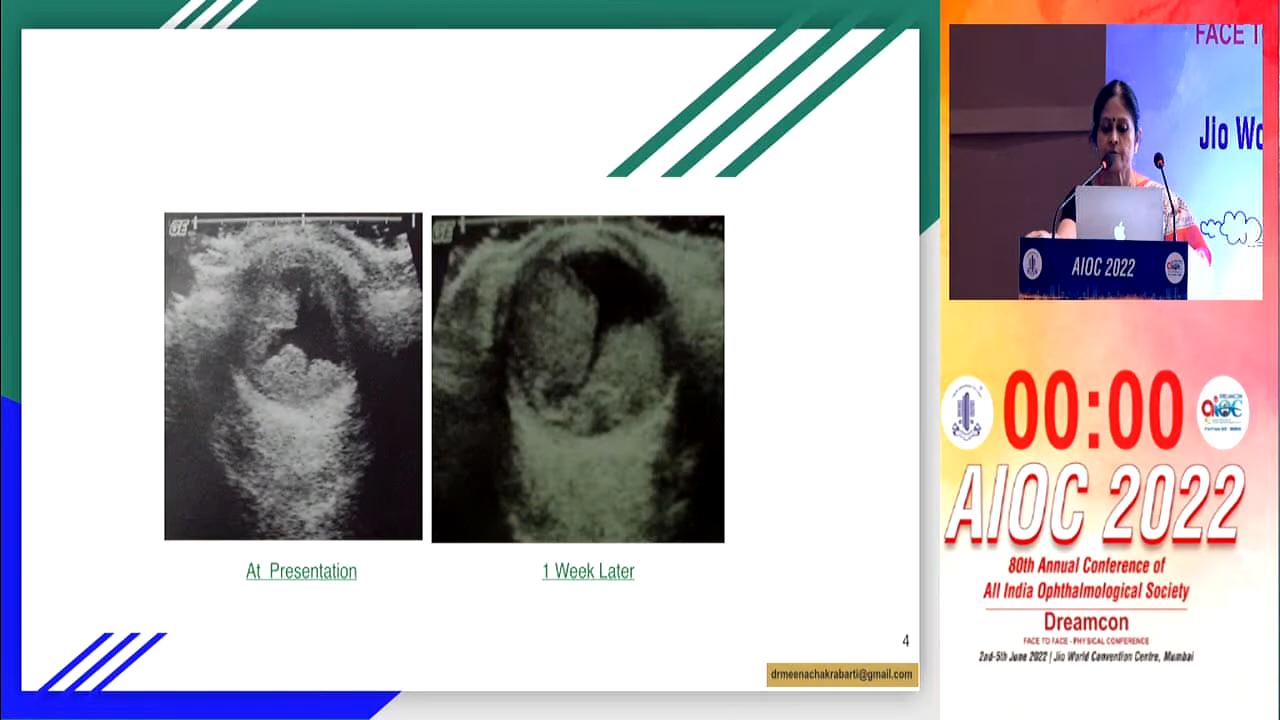 GE
GE
At Presentation
1 Week Later
4
drmeenachakrabarti@gmail.com
FACE T
Jio Wo
AIOC 2022
00:00
AIOC 2022
80th Annual Conference of
All India Ophthalmological Society
Dreamcon
FACE TO FACE - PHYSICAL CONFERENCE
2nd-5th June 2022 | Jio World Convention Centre, Mumbai